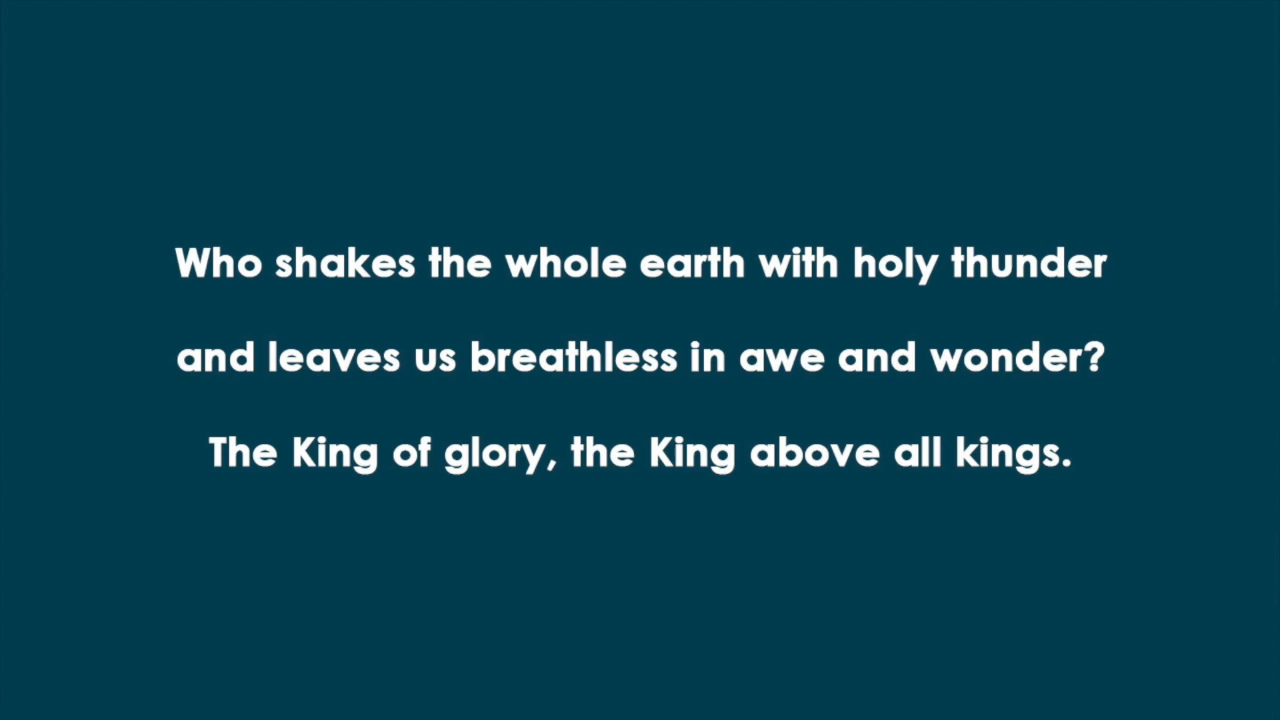 Who shakes the whole earth with holy thunder
and leaves us breathless in awe and wonder?
The King of glory, the King above all kings.